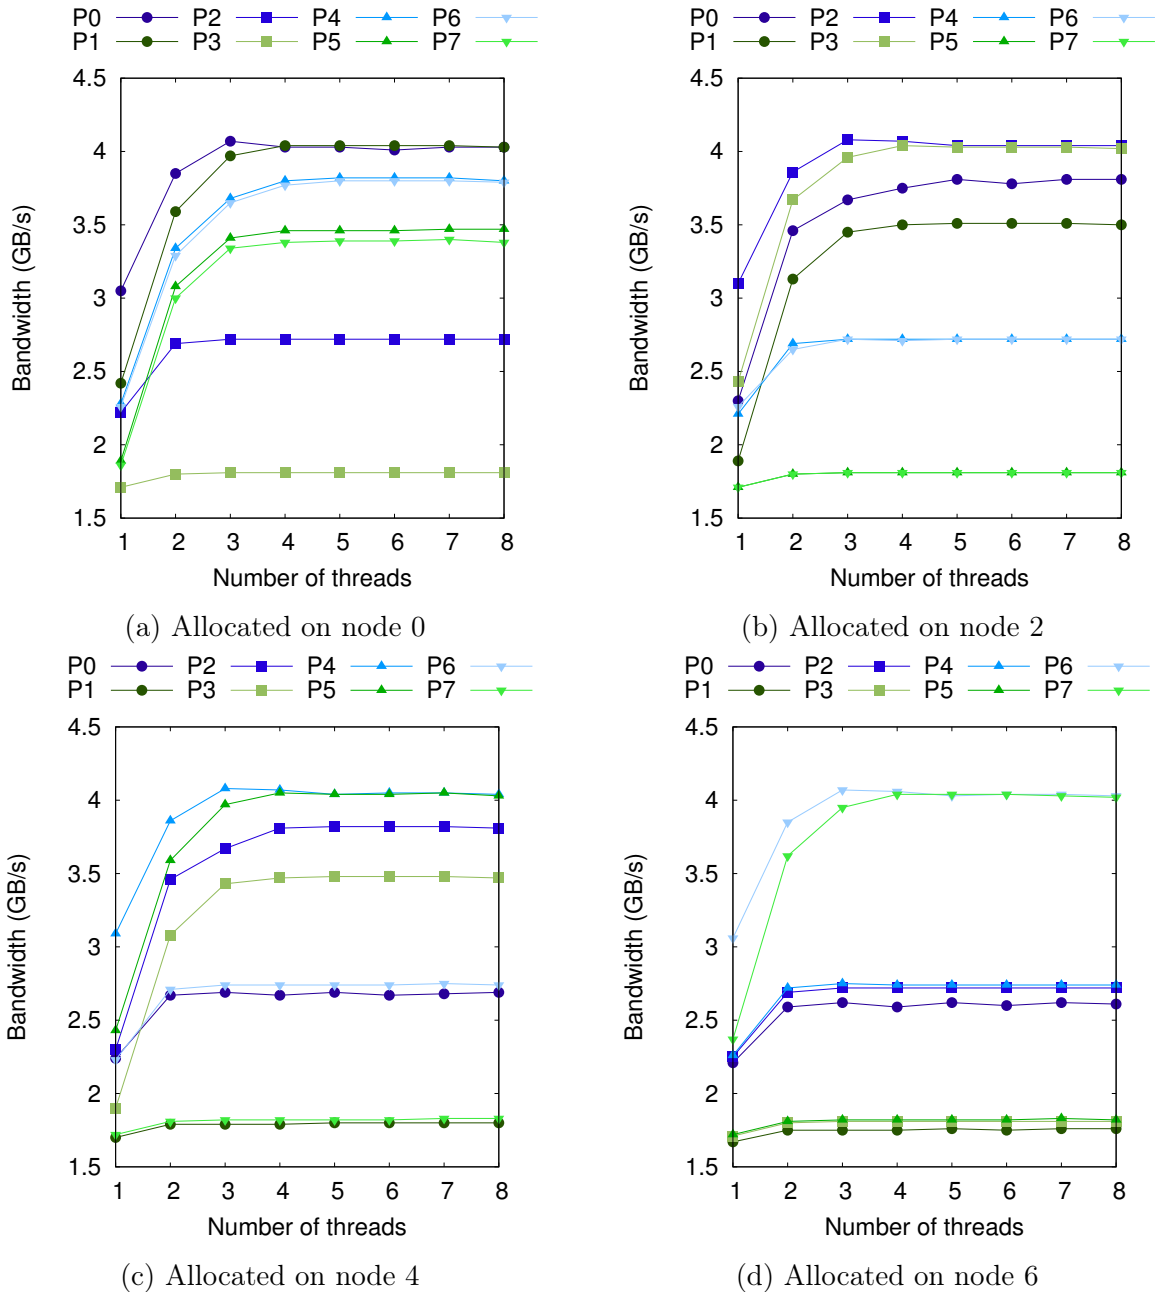 P0 P2 P4 P6
P1 P3 P5 P7
4.5
4
3.5
3
2.5
2
1.5
Bandwidth (GB/s)
1 2 3 4 5 6 7 8
Number of threads
(a) Allocated on node 0
P0 P2 P4 P6
P1 P3 P5 P7
4.5
4
3.5
3
2.5
2
1.5
Bandwidth (GB/s)
1 2 3 4 5 6 7 8
Number of threads
(b) Allocated on node 2
P0 P2 P4 P6
P1 P3 P5 P7
4.5
4
3.5
3
2.5
2
1.5
Bandwidth (GB/s)
1 2 3 4 5 6 7 8
Number of threads
(c) Allocated on node 4
P0 P2 P4 P6
P1 P3 P5 P7
4.5
4
3.5
3
2.5
2
1.5
Bandwidth (GB/s)
1 2 3 4 5 6 7 8
Number of threads
(d) Allocated on node 6